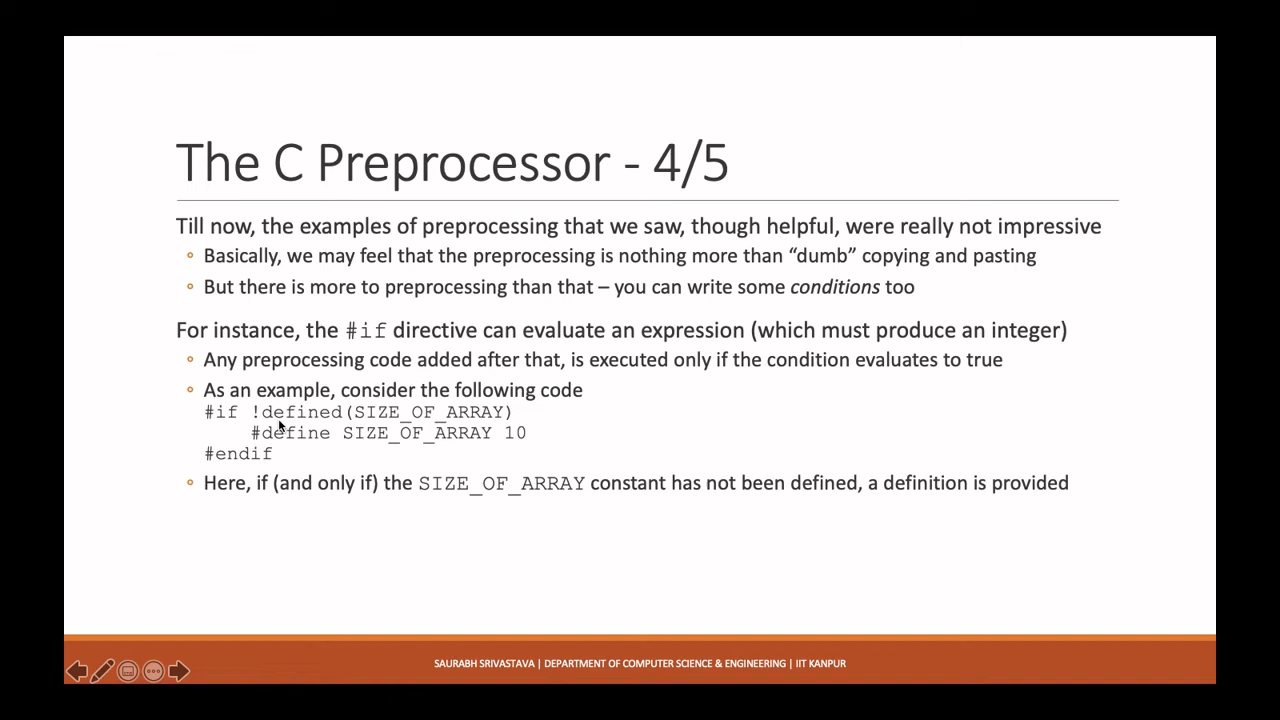 The C Preprocessor - 4/5
Till now, the examples of preprocessing that we saw, though helpful, were really not impressive
Basically, we may feel that the preprocessing is nothing more than “dumb” copying and pasting
But there is more to preprocessing than that – you can write some conditions too
For instance, the #if directive can evaluate an expression (which must produce an integer)
Any preprocessing code added after that, is executed only if the condition evaluates to true
As an example, consider the following code
#if !defined(SIZE_OF_ARRAY)
#define SIZE_OF_ARRAY 10
#endif
Here, if (and only if) the SIZE_OF_ARRAY constant has not been defined, a definition is provided
SAURABH SRIVASTAVA | DEPARTMENT OF COMPUTER SCIENCE & ENGINEERING | IIT KANPUR